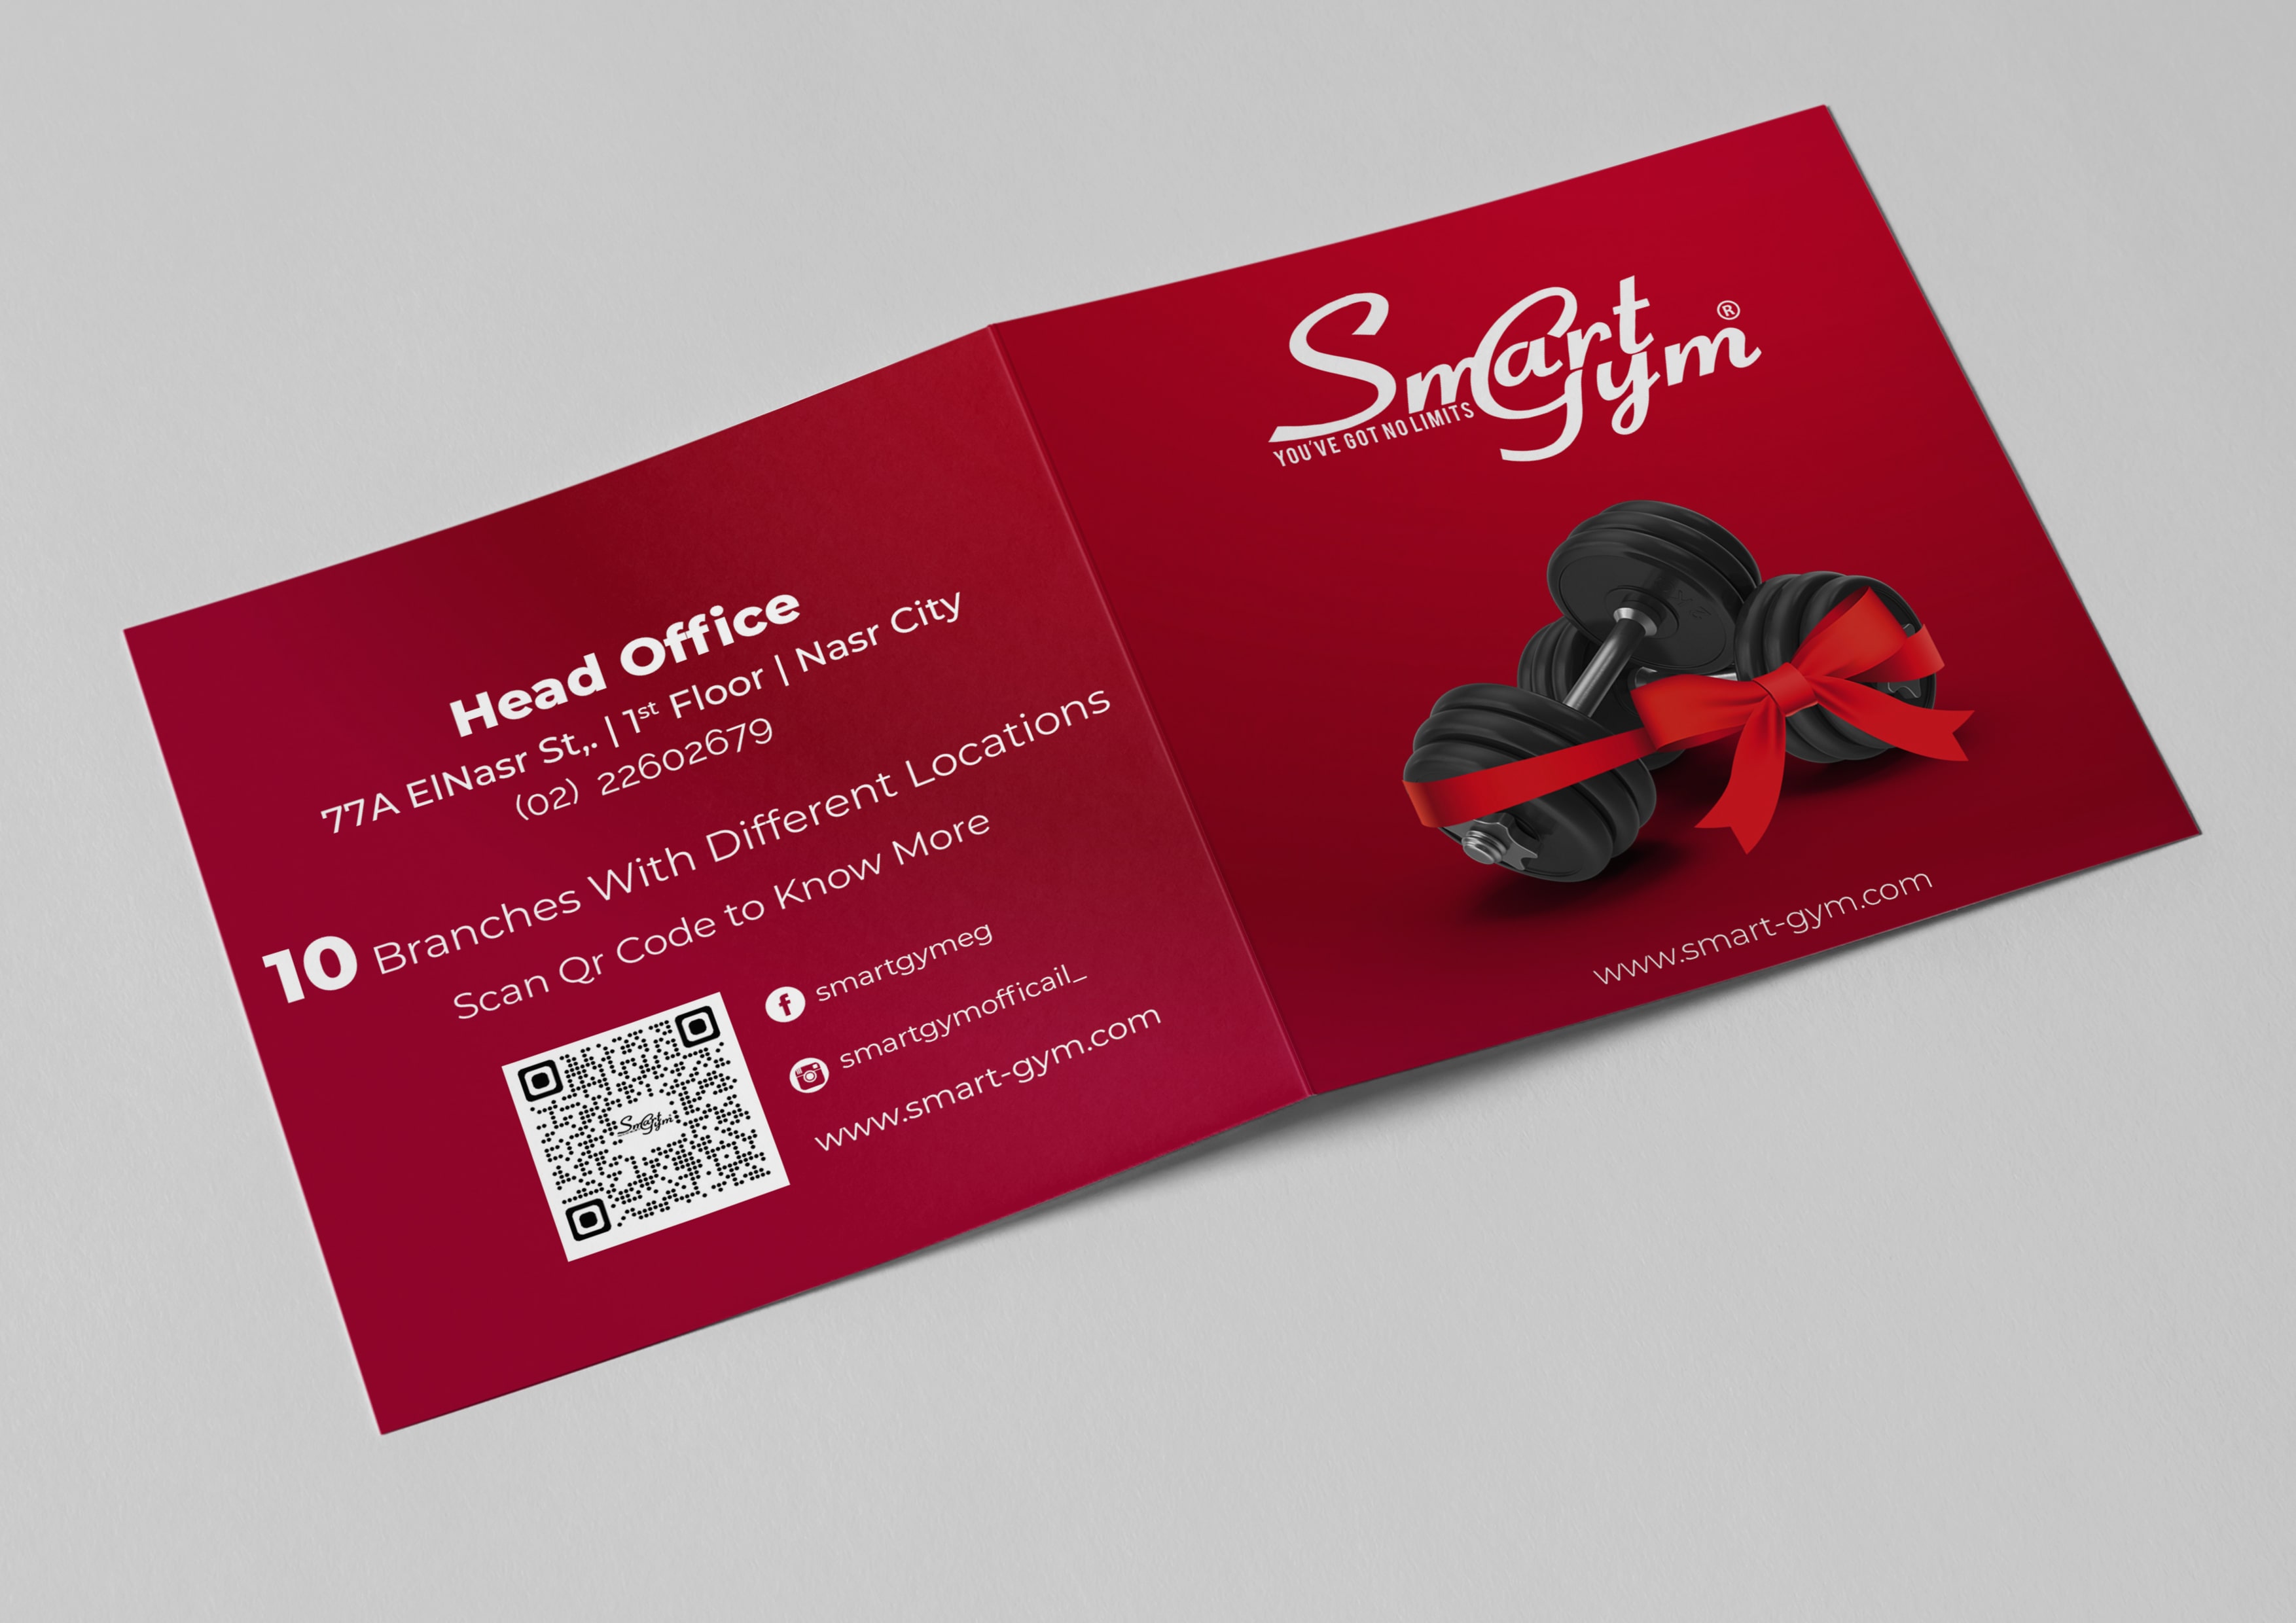 Head Office
77A ElNasr St,. | 1st Floor | Nasr City
(02) 22602679
10 Branches With Different Locations
Scan Qr Code to Know More
smartgymeg
smartgymofficail_
www.smart-gym.com
Smart Gym
Smart
Gym®
YOU'VE GOT NO LIMITS
www.smart-gym.com